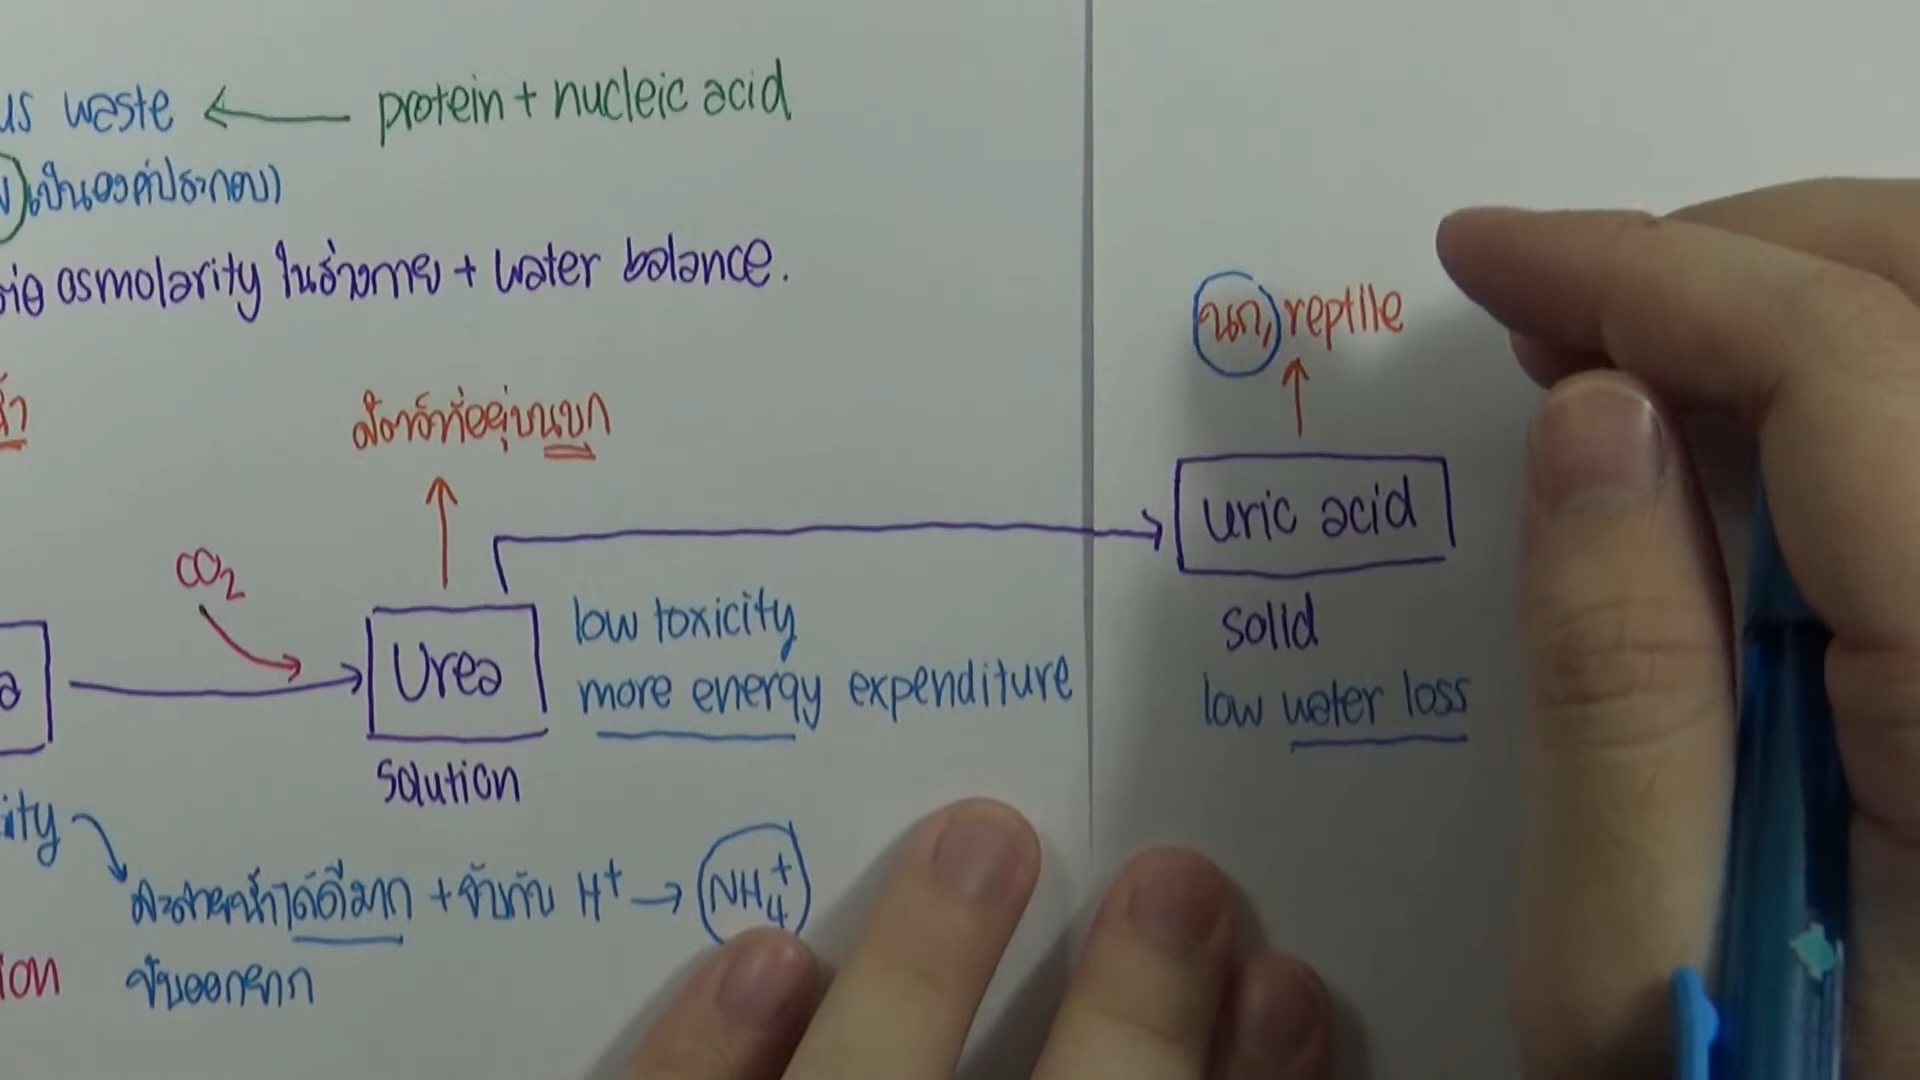 us waste ← protein + nucleic acid
เป็นองค์ประกอบ)
ต่อ osmolarity ในร่างกาย + water balance.
นก, reptile
สัตว์ที่อยู่บนบก
uric acid
CO2
solid
low toxicity
Urea
more energy expenditure
low water loss
solution
ity
ละลายน้ำได้ดีมาก + จับกับ H+ → NH4+
ion
ขับออกยาก